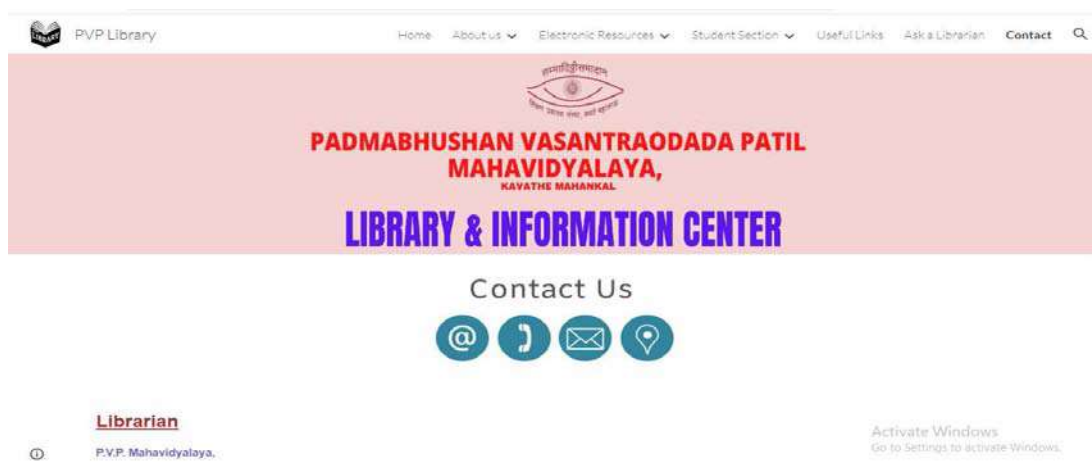 LIBRARY
PVP Library
Home About us Electronic Resources Student Section Useful Links Ask a Librarian Contact
PADMABHUSHAN VASANTRAODADA PATIL
MAHAVIDYALAYA,
KAVATHE MAHANKAL
LIBRARY & INFORMATION CENTER
Contact Us
@
Librarian
P.V.P. Mahavidyalaya,
Activate Windows
Go to Settings to activate Windows.